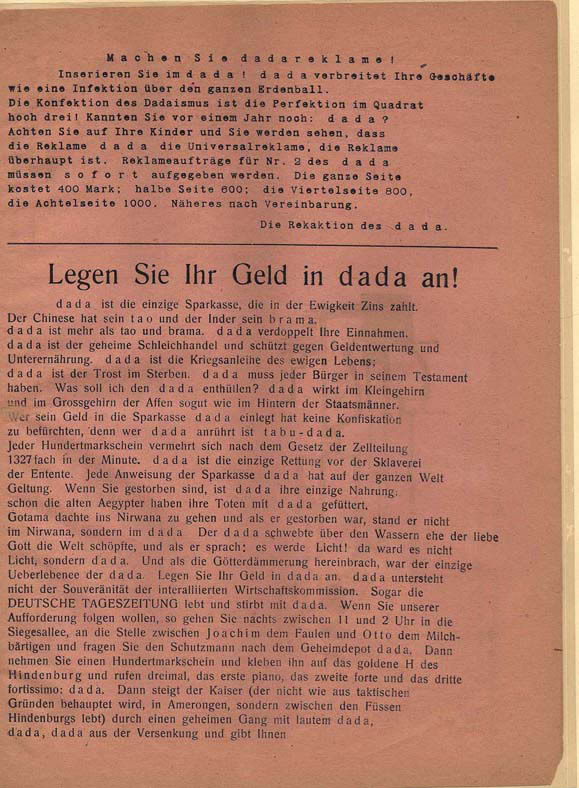 Machen Sie dadareklame!
Inserieren Sie im dada! dada verbreitet Ihre Geschäfte
wie eine Infektion über den ganzen Erdenball.
Die Konfektion des Dadaismus ist die Perfektion im Quadrat
hoch drei! Kannten Sie vor einem Jahr noch: dada?
Achten Sie auf Ihre Kinder und Sie werden sehen, dass
die Reklame dada die Universalreklame, die Reklame
überhaupt ist. Reklameaufträge für Nr. 2 des dada
müssen sofort aufgegeben werden. Die ganze Seite
kostet 400 Mark; halbe Seite 600; die Viertelseite 800,
die Achtelseite 1000. Näheres nach Vereinbarung.
Die Rekaktion des dada.
Legen Sie Ihr Geld in dada an!
dada ist die einzige Sparkasse, die in der Ewigkeit Zins zahlt.
Der Chinese hat sein tao und der Inder sein brama.
dada ist mehr als tao und brama. dada verdoppelt Ihre Einnahmen.
dada ist der geheime Schleichhandel und schützt gegen Geldentwertung und
Unterernährung. dada ist die Kriegsanleihe des ewigen Lebens;
dada ist der Trost im Sterben. dada muss jeder Bürger in seinem Testament
haben. Was soll ich den dada enthüllen? dada wirkt im Kleingehirn
und im Grossgehirn der Affen sogut wie im Hintern der Staatsmänner.
Wer sein Geld in die Sparkasse dada einlegt hat keine Konfiskation
zu befürchten, denn wer dada anrührt ist tabu-dada.
Jeder Hundertmarkschein vermehrt sich nach dem Gesetz der Zellteilung
1327fach in der Minute. dada ist die einzige Rettung vor der Sklaverei
der Entente. Jede Anweisung der Sparkasse dada hat auf der ganzen Welt
Geltung. Wenn Sie gestorben sind, ist dada ihre einzige Nahrung;
schon die alten Aegypter haben ihre Toten mit dada gefüttert.
Gotama dachte ins Nirwana zu gehen und als er gestorben war, stand er nicht
im Nirwana, sondern im dada Der dada schwebte über den Wassern ehe der liebe
Gott die Welt schöpfte, und als er sprach: es werde Licht! da ward es nicht
Licht, sondern dada. Und als die Götterdämmerung hereinbrach, war der einzige
Ueberlebence der dada. Legen Sie Ihr Geld in dada an. dada untersteht
nicht der Souveränität der interalliierten Wirtschaftskommission. Sogar die
DEUTSCHE TAGESZEITUNG lebt und stirbt mit dada. Wenn Sie unserer
Aufforderung folgen wollen, so gehen Sie nachts zwischen 11 und 2 Uhr in die
Siegesallee, an die Stelle zwischen Joachim dem Faulen und Otto dem Milch-
bärtigen und fragen Sie den Schutzmann nach dem Geheimdepot dada. Dann
nehmen Sie einen Hundertmarkschein und kleben ihn auf das goldene H des
Hindenburg und rufen dreimal, das erste piano, das zweite forte und das dritte
fortissimo: dada. Dann steigt der Kaiser (der nicht wie aus taktischen
Gründen behauptet wird, in Amerongen, sondern zwischen den Füssen
Hindenburgs lebt) durch einen geheimen Gang mit lautem dada,
dada, dada aus der Versenkung und gibt Ihnen